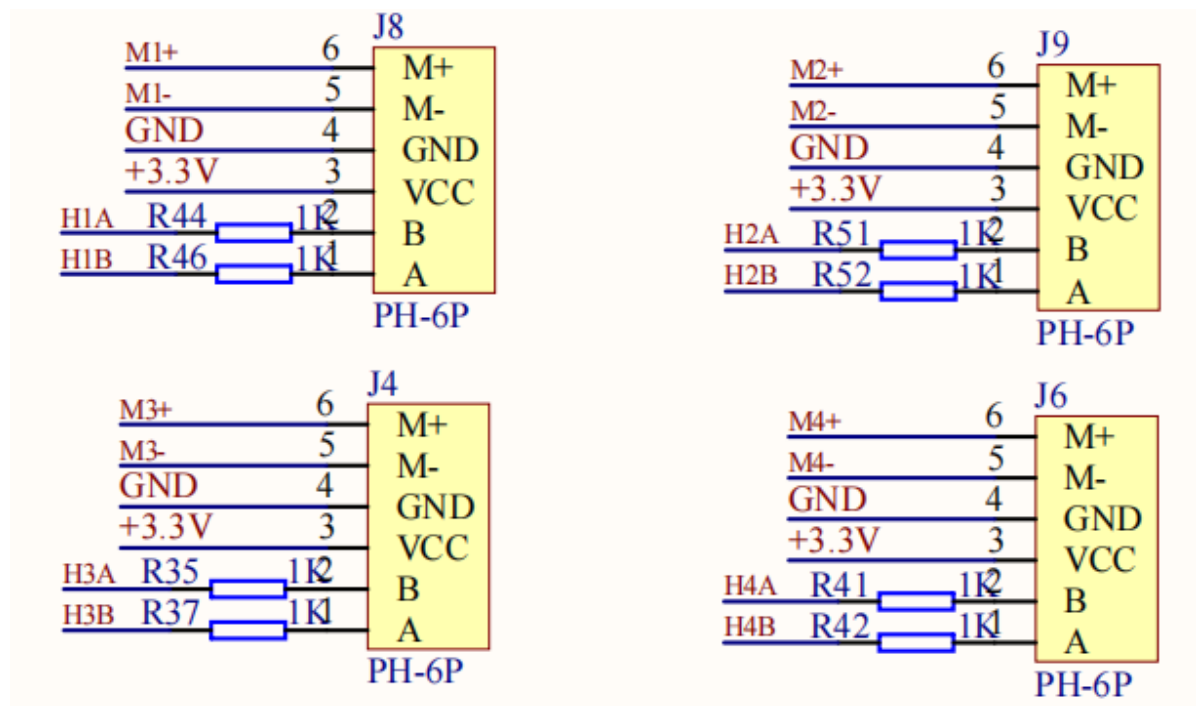 J8
M1+ 6 M+
M1- 5 M-
GND 4 GND
+3.3V 3 VCC
H1A R44 1K 2 B
H1B R46 1K 1 A
PH-6P
J9
M2+ 6 M+
M2- 5 M-
GND 4 GND
+3.3V 3 VCC
H2A R51 1K 2 B
H2B R52 1K 1 A
PH-6P
J4
M3+ 6 M+
M3- 5 M-
GND 4 GND
+3.3V 3 VCC
H3A R35 1K 2 B
H3B R37 1K 1 A
PH-6P
J6
M4+ 6 M+
M4- 5 M-
GND 4 GND
+3.3V 3 VCC
H4A R41 1K 2 B
H4B R42 1K 1 A
PH-6P